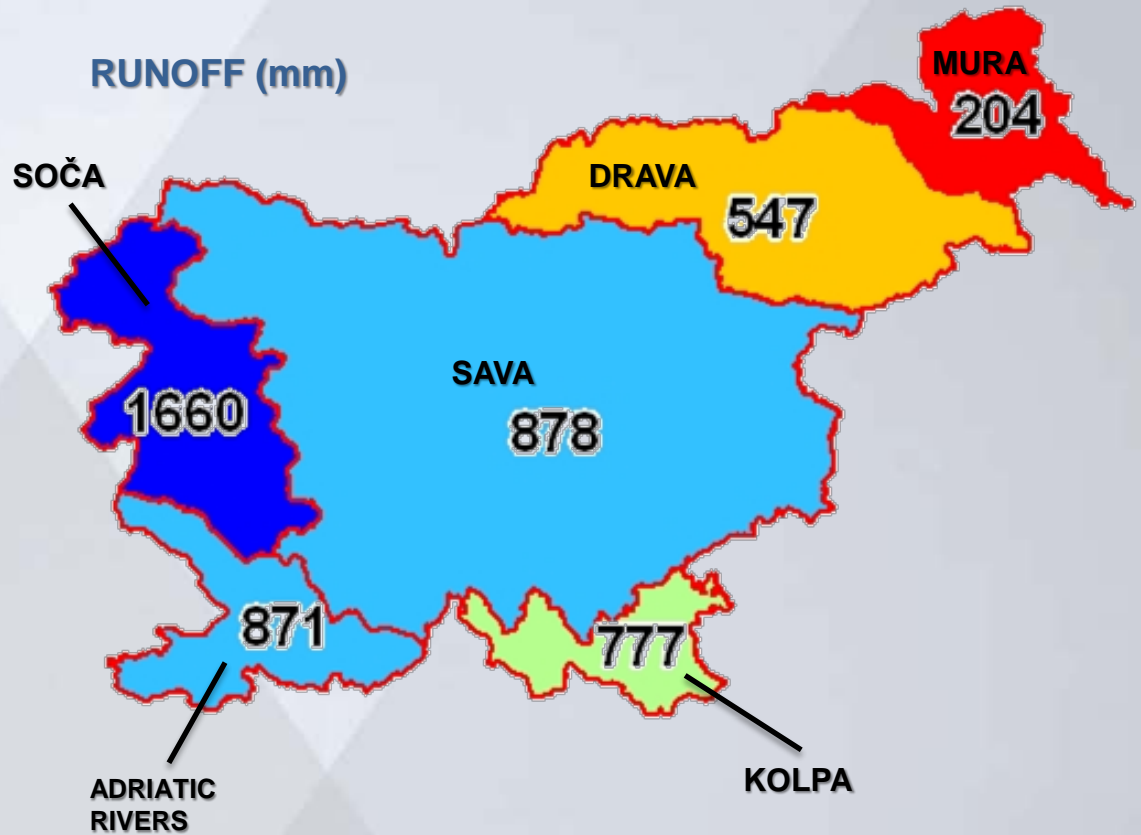 RUNOFF (mm)
MURA
204
SOČA
DRAVA
547
1660
SAVA
878
871
777
ADRIATIC
RIVERS
KOLPA